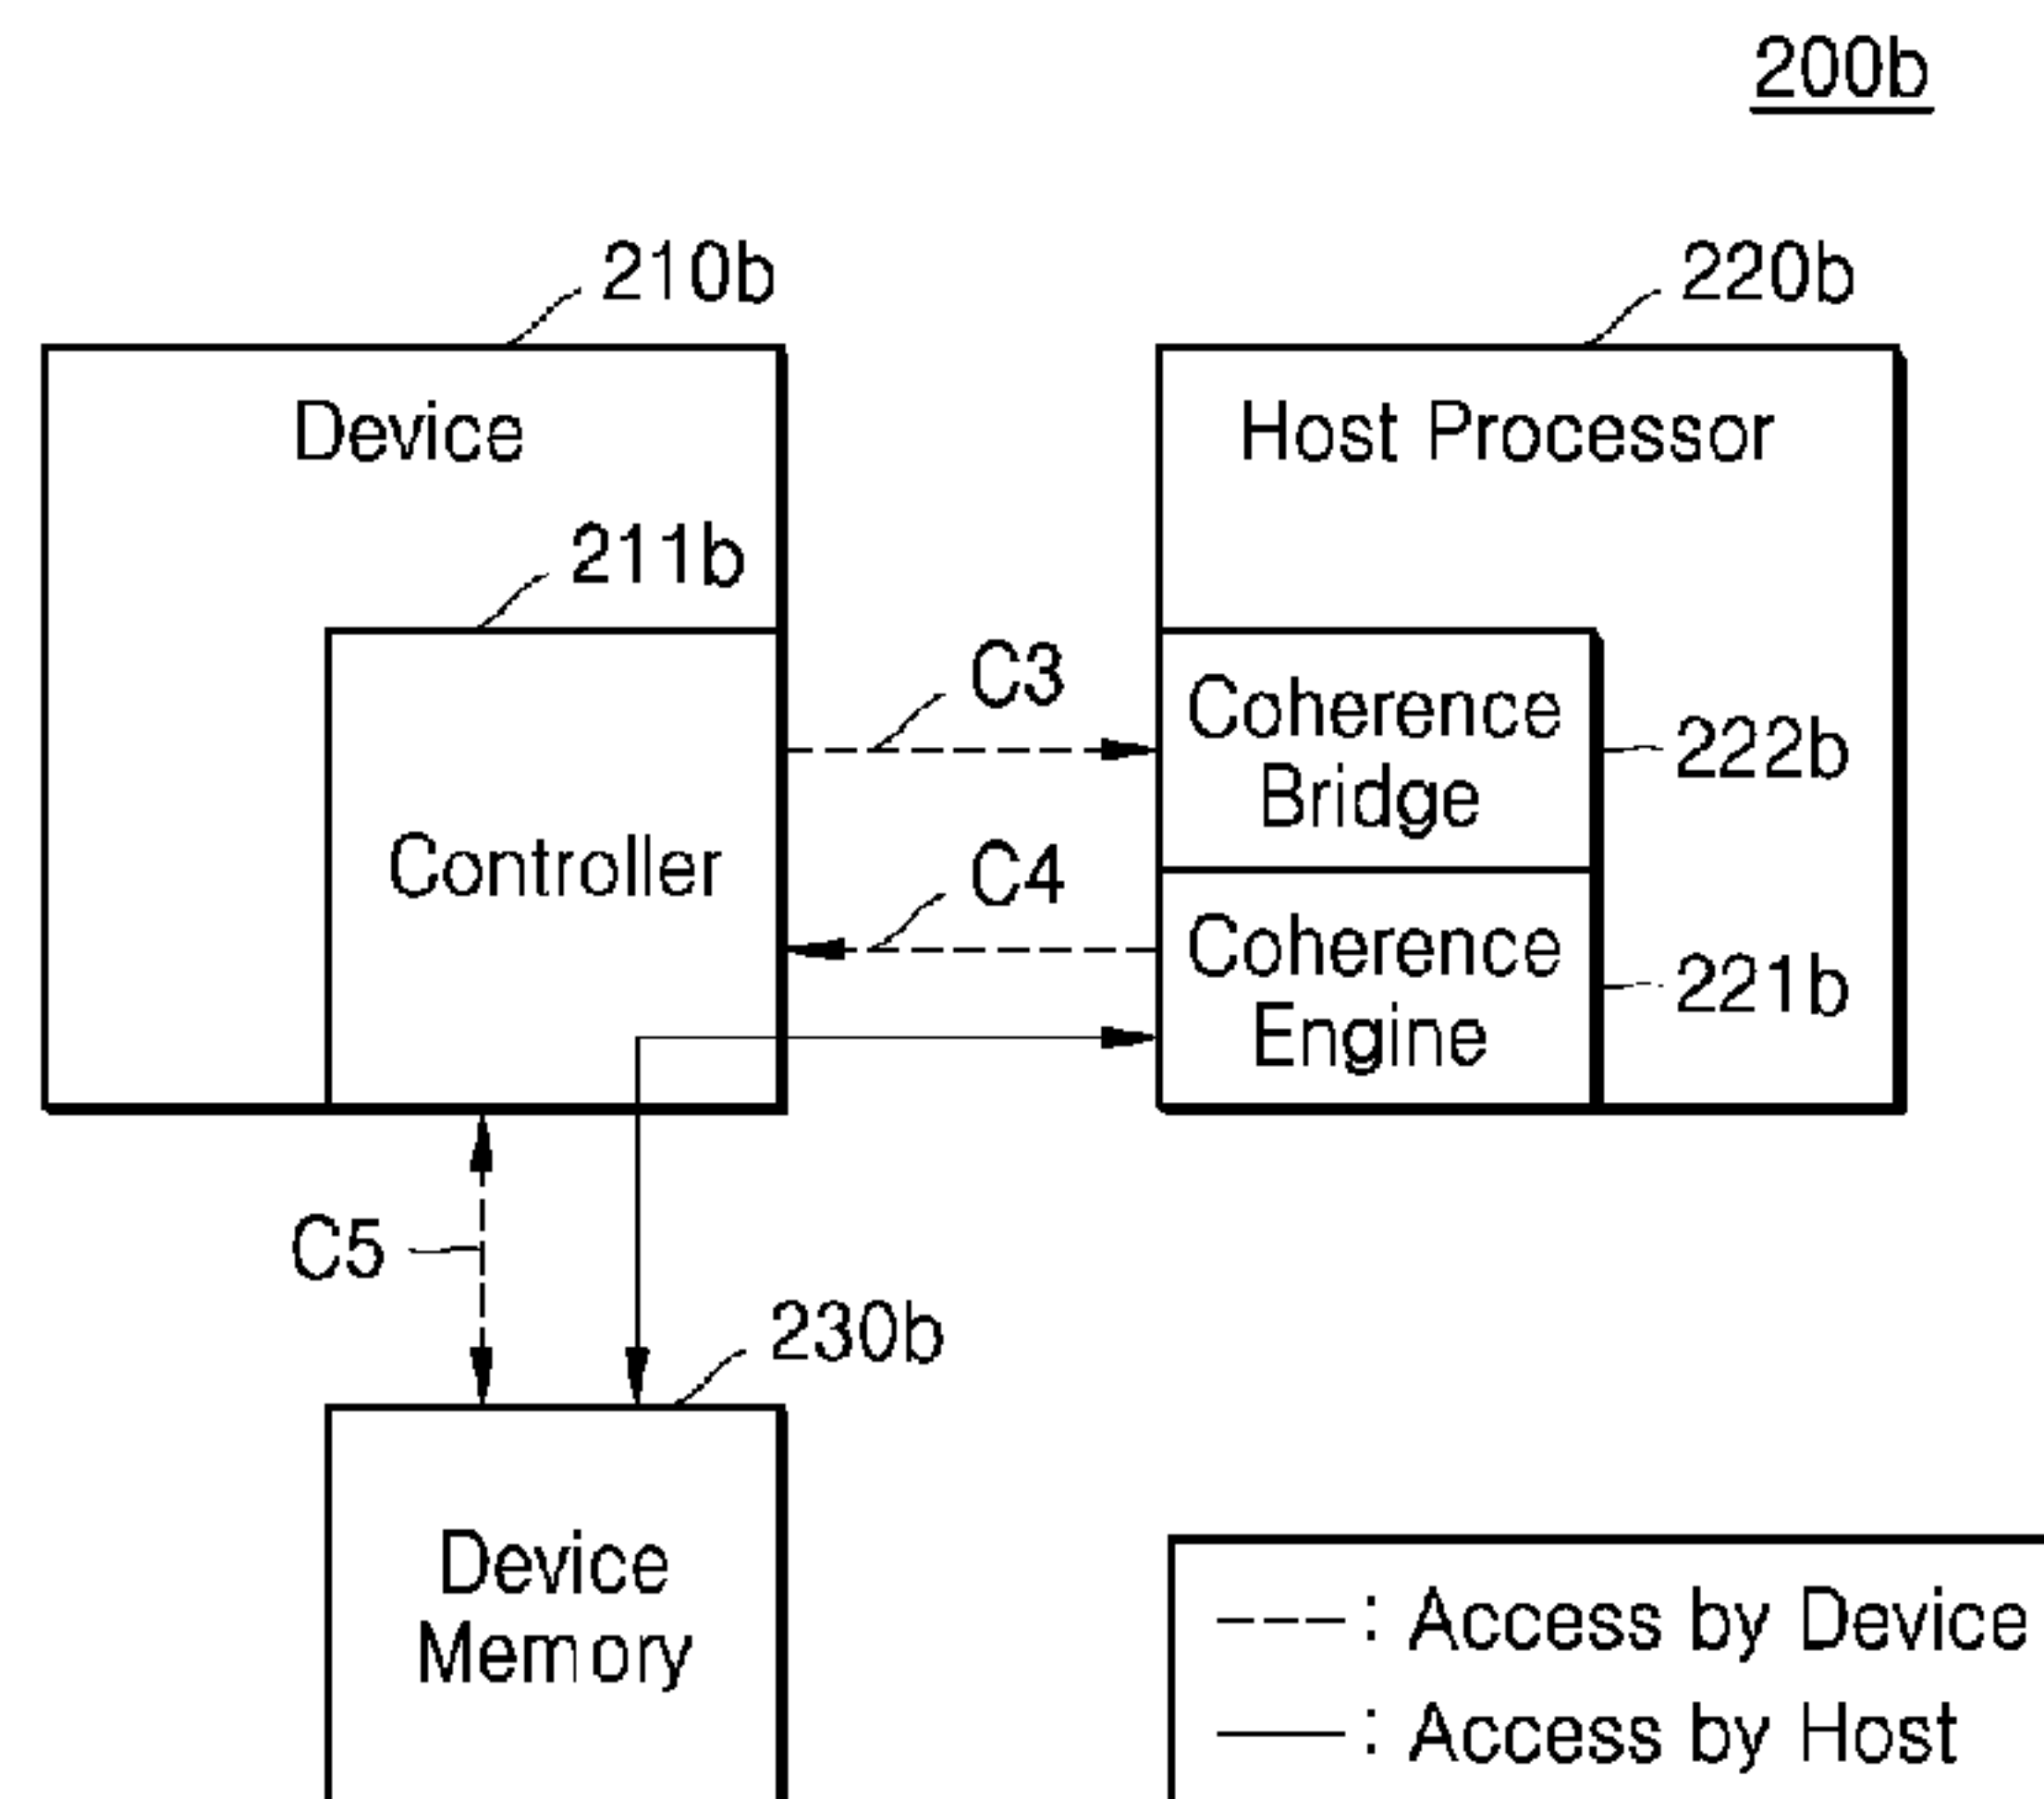 200b
210b
220b
Device
Host Processor
211b
C3
Coherence
Bridge
222b
Controller
C4
Coherence
Engine
221b
C5
230b
Device
Memory
: Access by Device
: Access by Host